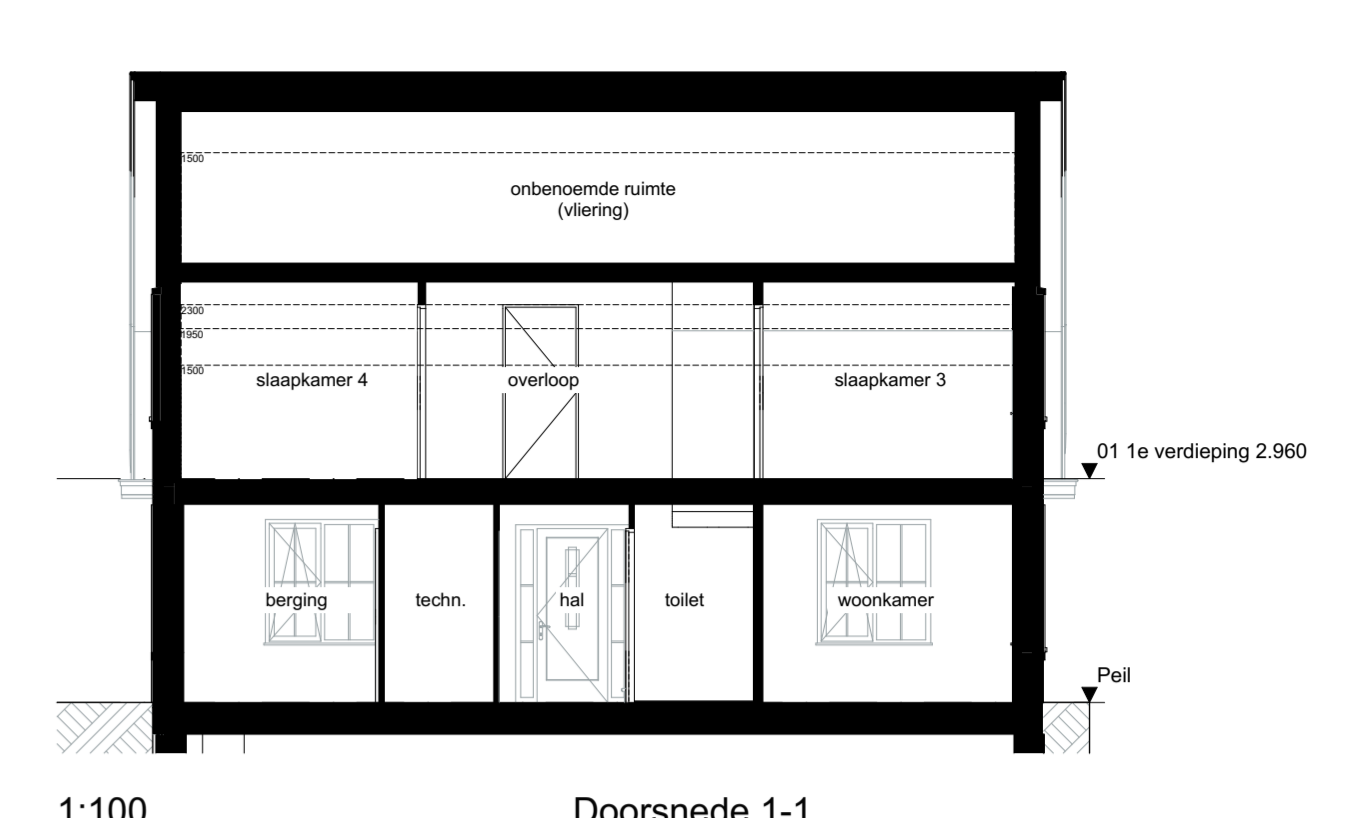 1500
onbenoemde ruimte
(vliering)
2300
1950
1500
slaapkamer 4
overloop
slaapkamer 3
01 1e verdieping 2.960
berging
techn.
hal
toilet
woonkamer
Peil
1:100
Doorsnede 1-1